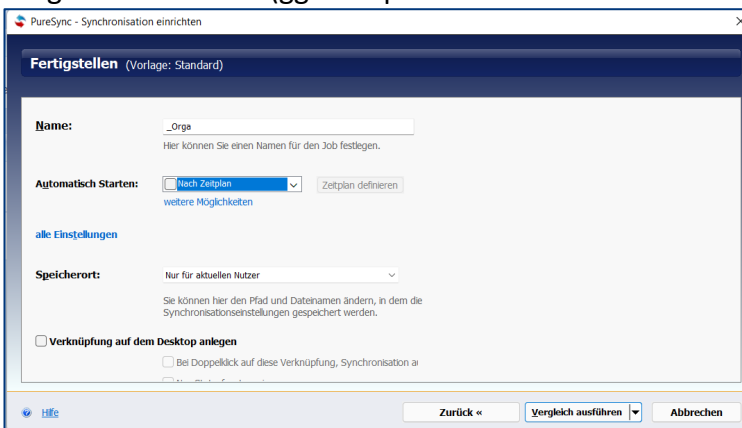 PureSync - Synchronisation einrichten
Fertigstellen (Vorlage: Standard)
Name: _Orga
Hier können Sie einen Namen für den Job festlegen.
Automatisch Starten: Nach Zeitplan Zeitplan definieren
weitere Möglichkeiten
alle Einstellungen
Speicherort: Nur für aktuellen Nutzer
Sie können hier den Pfad und Dateinamen ändern, in dem die
Synchronisationseinstellungen gespeichert werden.
Verknüpfung auf dem Desktop anlegen
Bei Doppelklick auf diese Verknüpfung, Synchronisation au
Hilfe Zurück « Vergleich ausführen Abbrechen